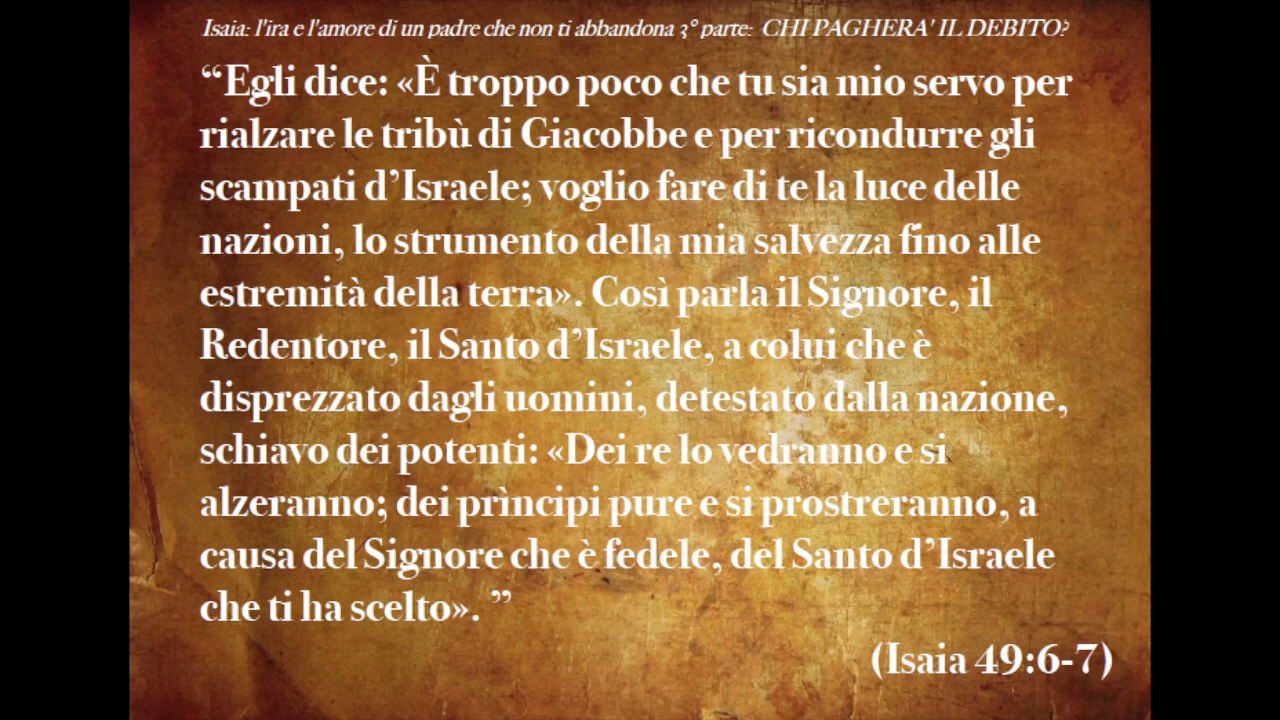 Isaia: l'ira e l'amore di un padre che non ti abbandona 3° parte: CHI PAGHERA' IL DEBITO?
“Egli dice: «È troppo poco che tu sia mio servo per
rialzare le tribù di Giacobbe e per ricondurre gli
scampati d’Israele; voglio fare di te la luce delle
nazioni, lo strumento della mia salvezza fino alle
estremità della terra». Così parla il Signore, il
Redentore, il Santo d’Israele, a colui che è
disprezzato dagli uomini, detestato dalla nazione,
schiavo dei potenti: «Dei re lo vedranno e si
alzeranno; dei prìncipi pure e si prostreranno, a
causa del Signore che è fedele, del Santo d’Israele
che ti ha scelto». ”
(Isaia 49:6-7)